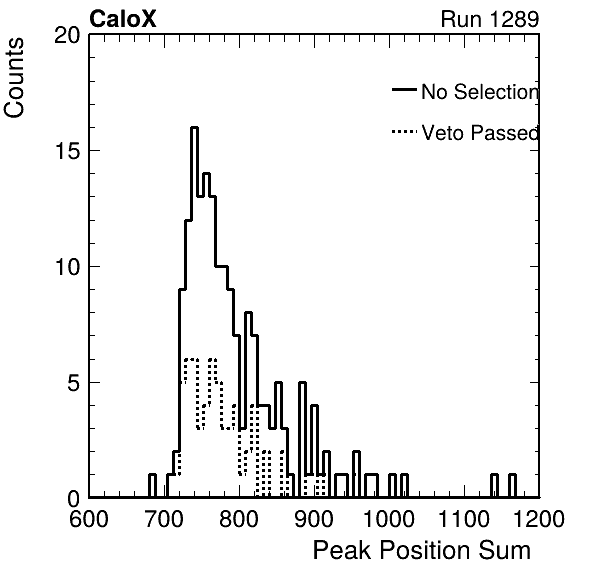 CaloX Run 1289
Counts
20
No Selection
Veto Passed
15
10
5
0
600 700 800 900 1000 1100 1200
Peak Position Sum